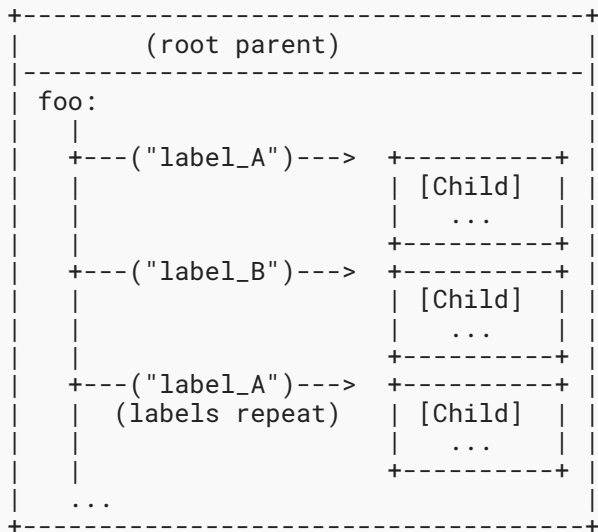 (root parent)
foo:
+---("label_A")--->
[Child]
...
+---("label_B")--->
[Child]
...
+---("label_A")--->
(labels repeat) [Child]
...
...